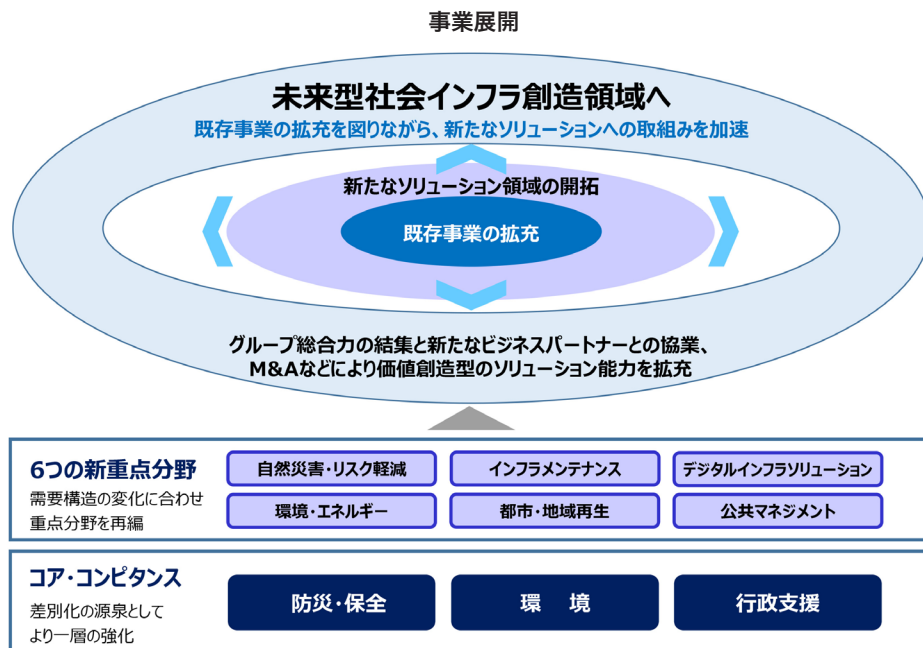 事業展開
未来型社会インフラ創造領域へ
既存事業の拡充を図りながら、新たなソリューションへの取組みを加速
新たなソリューション領域の開拓
既存事業の拡充
グループ総合力の結集と新たなビジネスパートナーとの協業、
M&Aなどにより価値創造型のソリューション能力を拡充
6つの新重点分野
需要構造の変化に合わせ
重点分野を再編
自然災害・リスク軽減
インフラメンテナンス
デジタルインフラソリューション
環境・エネルギー
都市・地域再生
公共マネジメント
コア・コンピタンス
差別化の源泉として
より一層の強化
防災・保全
環　境
行政支援